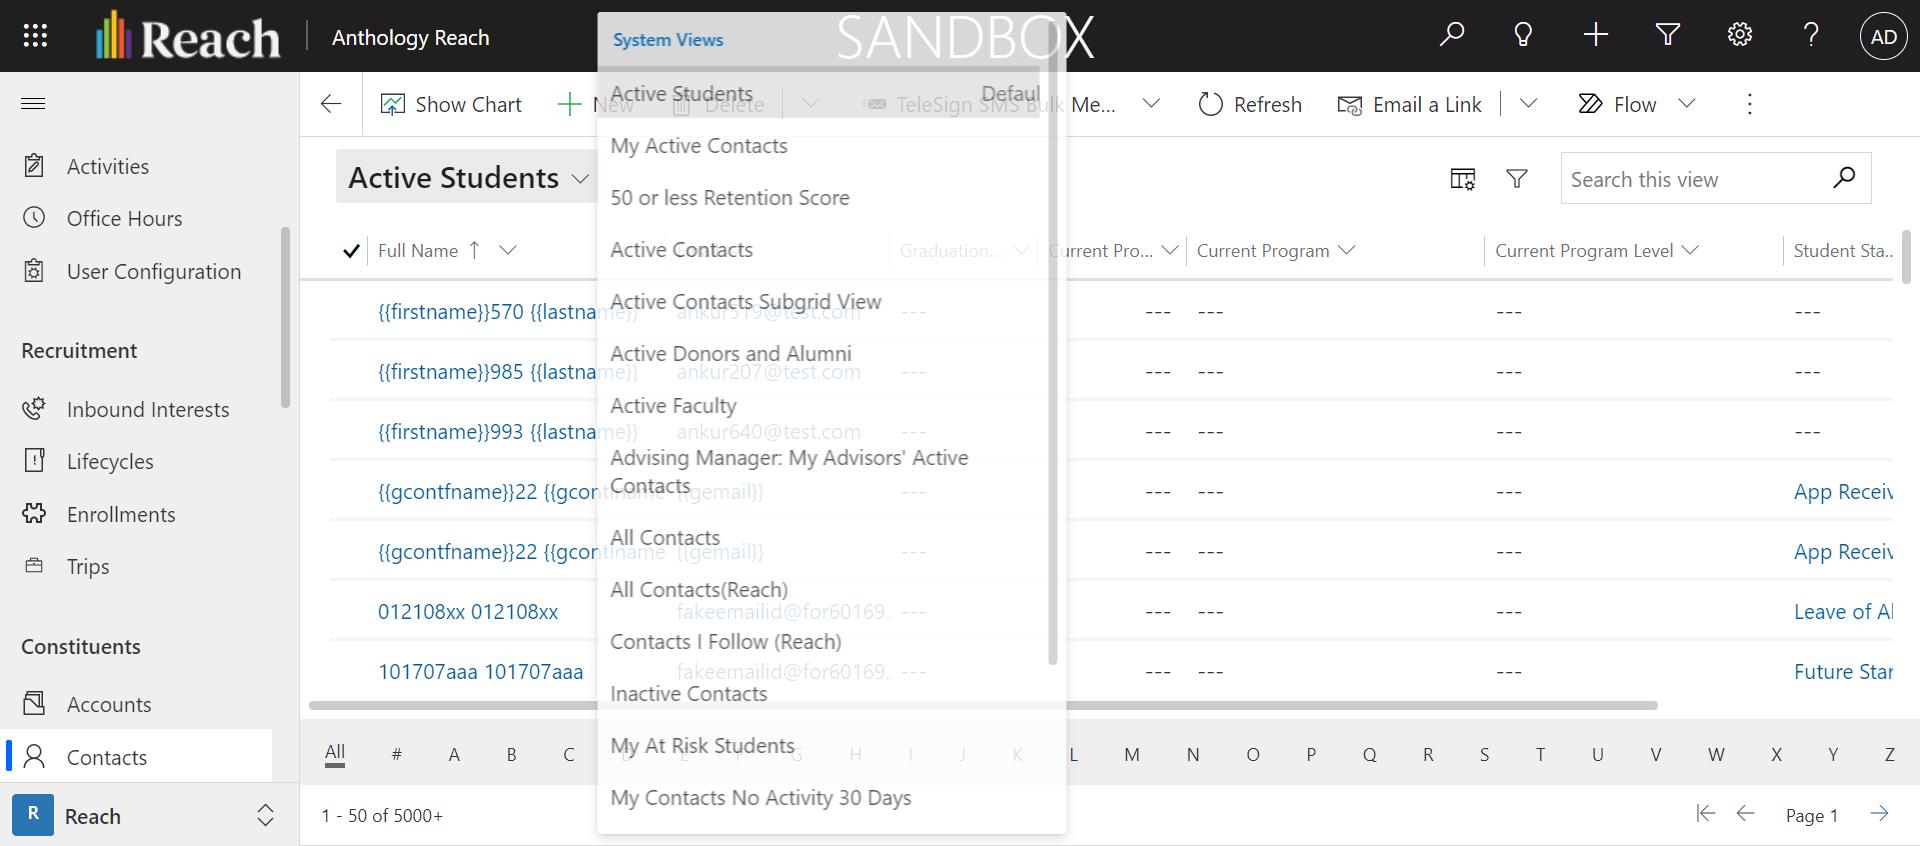 Reach
Anthology Reach
System Views
SANDBOX
AD
Show Chart
New
Delete
TeleSign SMS Bulk Me...
Refresh
Email a Link
Flow
Activities
Office Hours
User Configuration
Recruitment
Inbound Interests
Lifecycles
Enrollments
Trips
Constituents
Accounts
Contacts
R Reach
Active Students
Search this view
Active Students Defaul
My Active Contacts
50 or less Retention Score
Active Contacts
Active Contacts Subgrid View
Active Donors and Alumni
Active Faculty
Advising Manager: My Advisors' Active
Contacts
All Contacts
All Contacts(Reach)
Contacts I Follow (Reach)
Inactive Contacts
My At Risk Students
My Contacts No Activity 30 Days
Full Name Graduation... Current Pro... Current Program Current Program Level Student Sta...
{{firstname}}570 {{lastname}} ankur519@test.com --- --- --- --- ---
{{firstname}}985 {{lastname}} ankur207@test.com --- --- --- --- ---
{{firstname}}993 {{lastname}} ankur640@test.com --- --- --- --- ---
{{gcontfname}}22 {{gcontlname {{gemail}} --- --- --- --- App Receiv
{{gcontfname}}22 {{gcontlname {{gemail}} --- --- --- --- App Receiv
012108xx 012108xx fakeemailid@for60169. --- --- --- --- Leave of Al
101707aaa 101707aaa fakeemailid@for60169. --- --- --- --- Future Star
All # A B C D E F G H I J K L M N O P Q R S T U V W X Y Z
1 - 50 of 5000+
Page 1